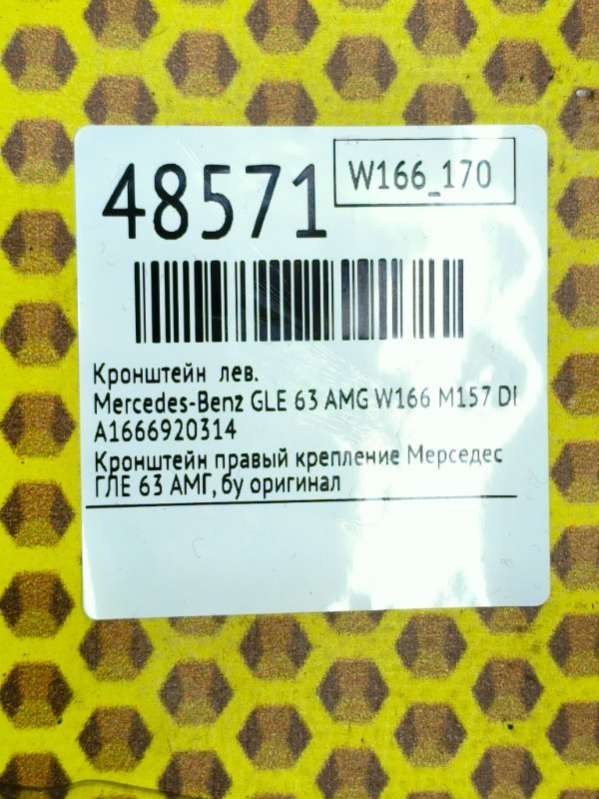 48571
W166_170
Кронштейн лев.
Mercedes-Benz GLE 63 AMG W166 M157 DI
A1666920314
Кронштейн правый крепление Мерседес
ГЛЕ 63 АМГ, бу оригинал